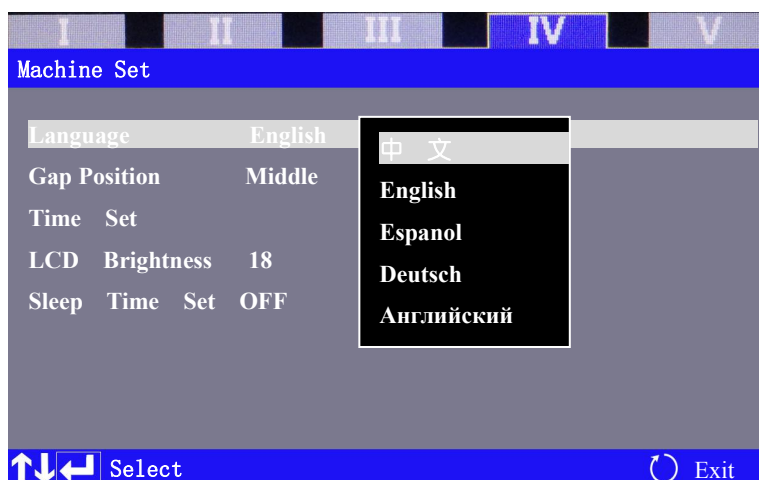 I II III IV V
Machine Set
Language English
Gap Position Middle
Time Set
LCD Brightness 18
Sleep Time Set OFF
中 文
English
Espanol
Deutsch
Английский
Select Exit